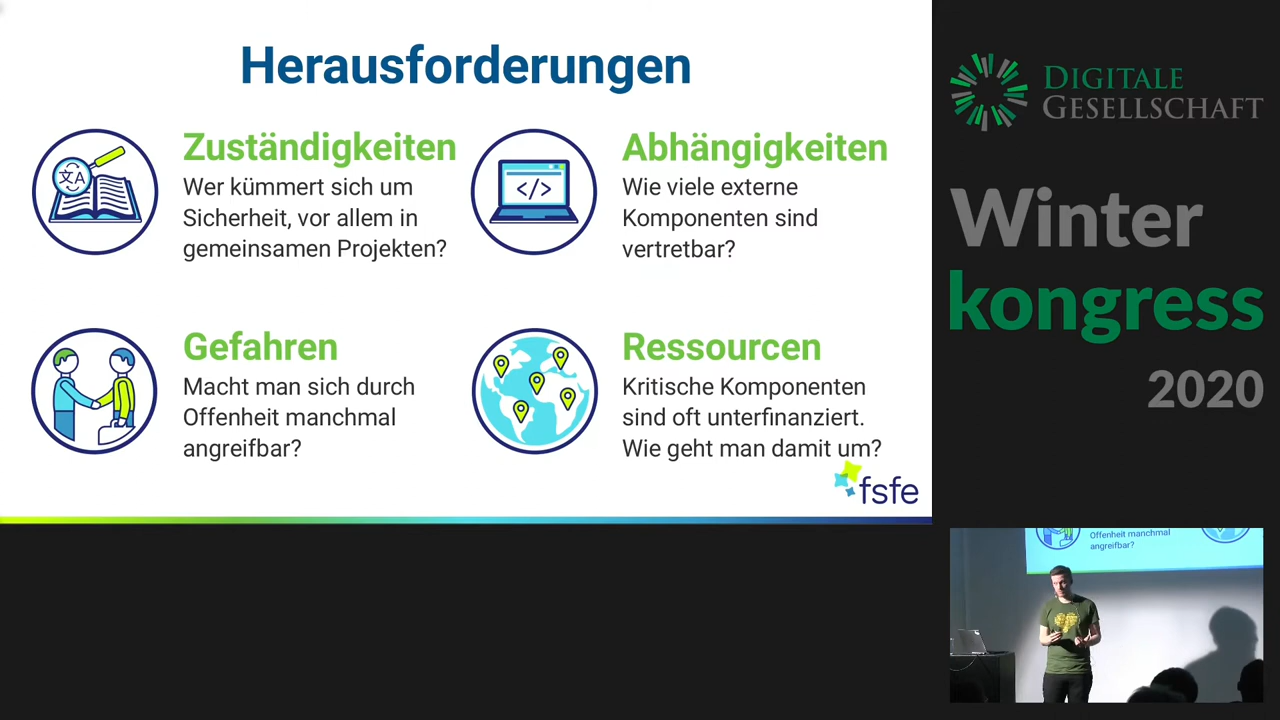 Herausforderungen
Zuständigkeiten
Wer kümmert sich um
Sicherheit, vor allem in
gemeinsamen Projekten?
Abhängigkeiten
Wie viele externe
Komponenten sind
vertretbar?
文A
</>
Gefahren
Macht man sich durch
Offenheit manchmal
angreifbar?
Ressourcen
Kritische Komponenten
sind oft unterfinanziert.
Wie geht man damit um?
fsfe
DIGITALE
GESELLSCHAFT
Winter
kongress
2020
Offenheit manchmal
angreifbar?